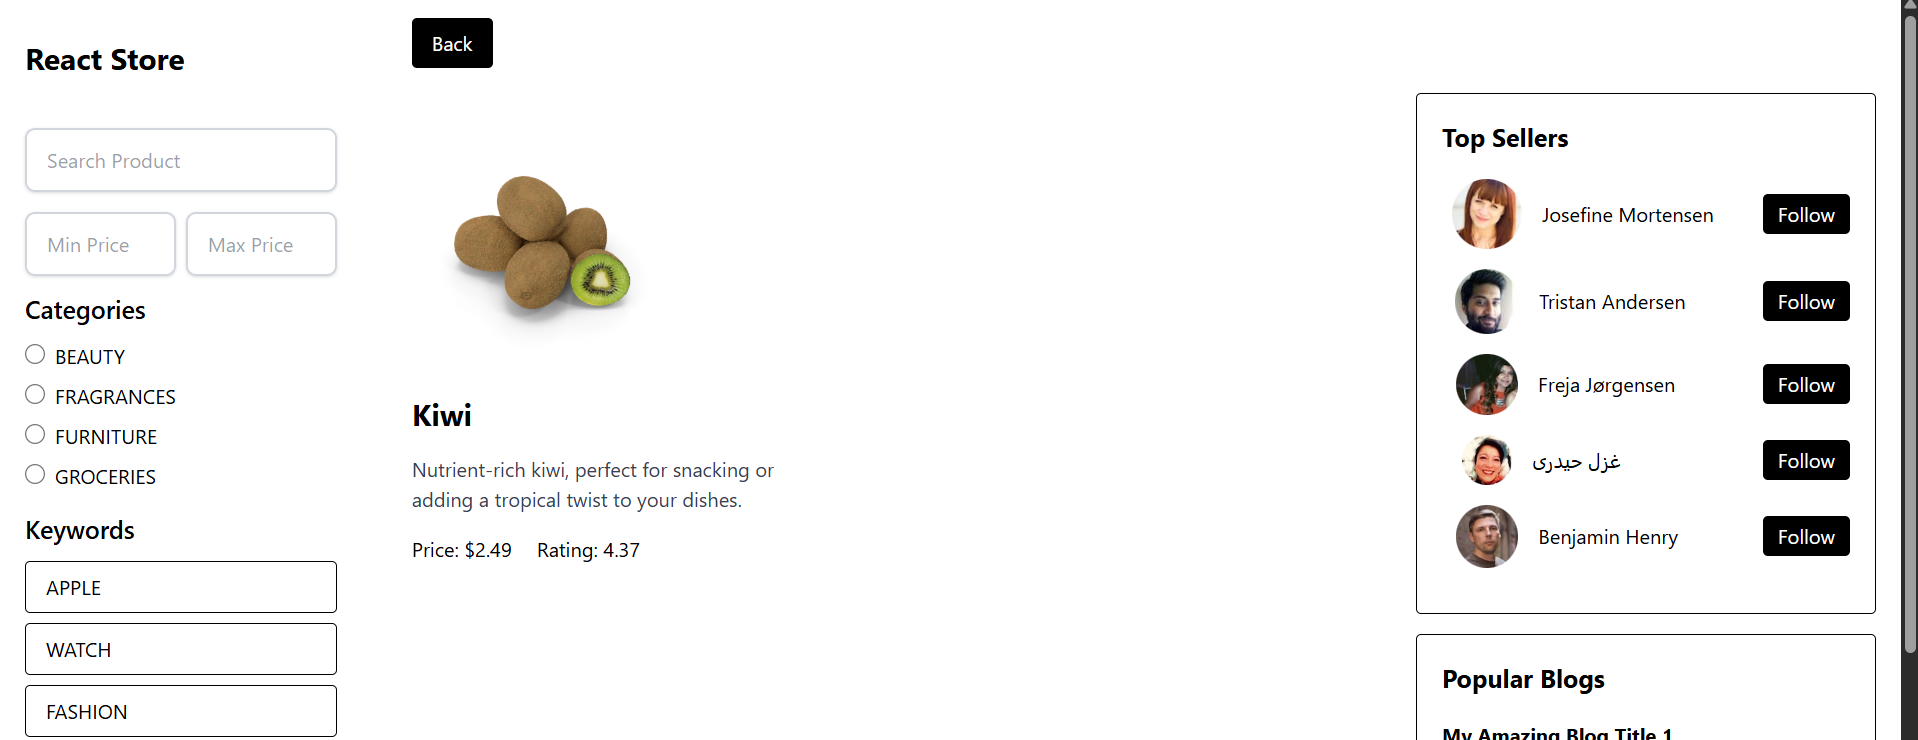 React Store
Search Product
Min Price
Max Price
Categories
BEAUTY
FRAGRANCES
FURNITURE
GROCERIES
Keywords
APPLE
WATCH
FASHION
Back
Kiwi
Nutrient-rich kiwi, perfect for snacking or
adding a tropical twist to your dishes.
Price: $2.49 Rating: 4.37
Top Sellers
Josefine Mortensen Follow
Tristan Andersen Follow
Freja Jørgensen Follow
غزل حیدری Follow
Benjamin Henry Follow
Popular Blogs
My Amazing Blog Title 1